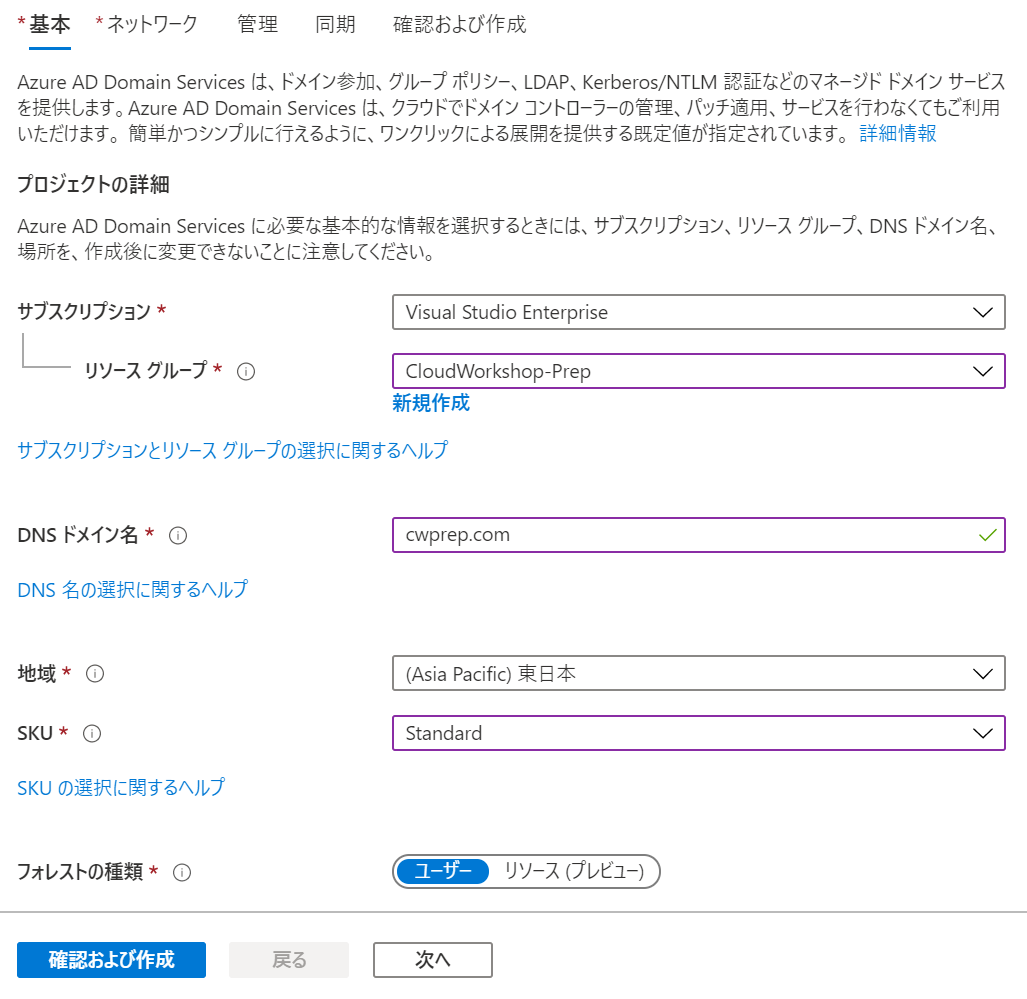 *基本 *ネットワーク 管理 同期 確認および作成
Azure AD Domain Services は、ドメイン参加、グループ ポリシー、LDAP、Kerberos/NTLM 認証などのマネージド ドメイン サービス
を提供します。Azure AD Domain Services は、クラウドでドメイン コントローラーの管理、パッチ適用、サービスを行わなくてもご利用
いただけます。簡単かつシンプルに行えるように、ワンクリックによる展開を提供する既定値が指定されています。 詳細情報
プロジェクトの詳細
Azure AD Domain Services に必要な基本的な情報を選択するときには、サブスクリプション、リソース グループ、DNS ドメイン名、
場所を、作成後に変更できないことに注意してください。
サブスクリプション * Visual Studio Enterprise
リソース グループ * CloudWorkshop-Prep
新規作成
サブスクリプションとリソース グループの選択に関するヘルプ
DNS ドメイン名 * cwprep.com
DNS 名の選択に関するヘルプ
地域 * (Asia Pacific) 東日本
SKU * Standard
SKU の選択に関するヘルプ
フォレストの種類 * ユーザー リソース (プレビュー)
確認および作成 戻る 次へ